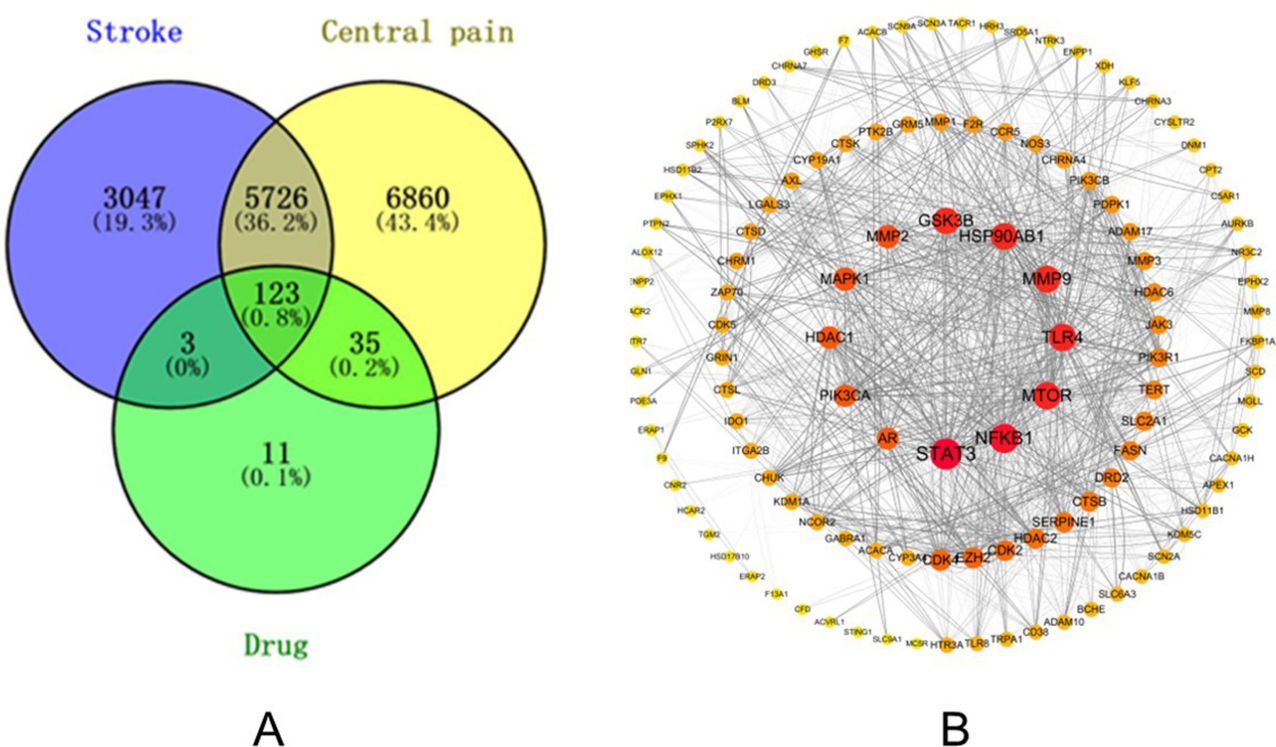 Stroke
Central pain
3047
(19.3%)
5726
(36.2%)
6860
(43.4%)
123
(0.8%)
3
(0%)
35
(0.2%)
11
(0.1%)
Drug
A
SCN9A
SCN3A
TACR1
HRH3
SRD5A1
NTRK3
ENPP1
XDH
KLF5
CHRNA3
CYSLTR2
DNM1
CPT2
C5AR1
AURKB
NR3C2
EPHX2
MMP8
FKBP1A
SCD
MGLL
GCK
CACNA1H
APEX1
HSD11B1
KDM5C
SCN2A
CACNA1B
SLC6A3
BCHE
ADAM10
CD38
TRPA1
TLR8
HTR3A
MC5R
SLC9A1
STING1
ACVRL1
CFD
F13A1
ERAP2
HSD17B10
TGM2
HCAR2
CNR2
F9
ERAP1
PDE3A
GLN1
TR7
CR2
NPP2
ALOX12
PTPN2
EPHX1
HSD11B2
SPHK2
P2RX7
BLM
DRD3
CHRNA7
GHSR
F7
ACACB
MMP1
F2R
CCR5
NOS3
CHRNA4
PIK3CB
PDPK1
ADAM17
MMP3
HDAC6
JAK3
PIK3R1
TERT
SLC2A1
FASN
DRD2
CTSB
SERPINE1
HDAC2
CDK2
EZH2
CDK4
CYP3A4
ACACA
GABRA1
NCOR2
KDM1A
CHUK
ITGA2B
IDO1
CTSL
GRIN1
CDK5
ZAP70
CHRM1
CTSD
LGALS3
AXL
CYP19A1
CTSK
PTK2B
GRM5
GSK3B
HSP90AB1
MMP9
TLR4
MTOR
NFKB1
STAT3
AR
PIK3CA
HDAC1
MAPK1
MMP2
B